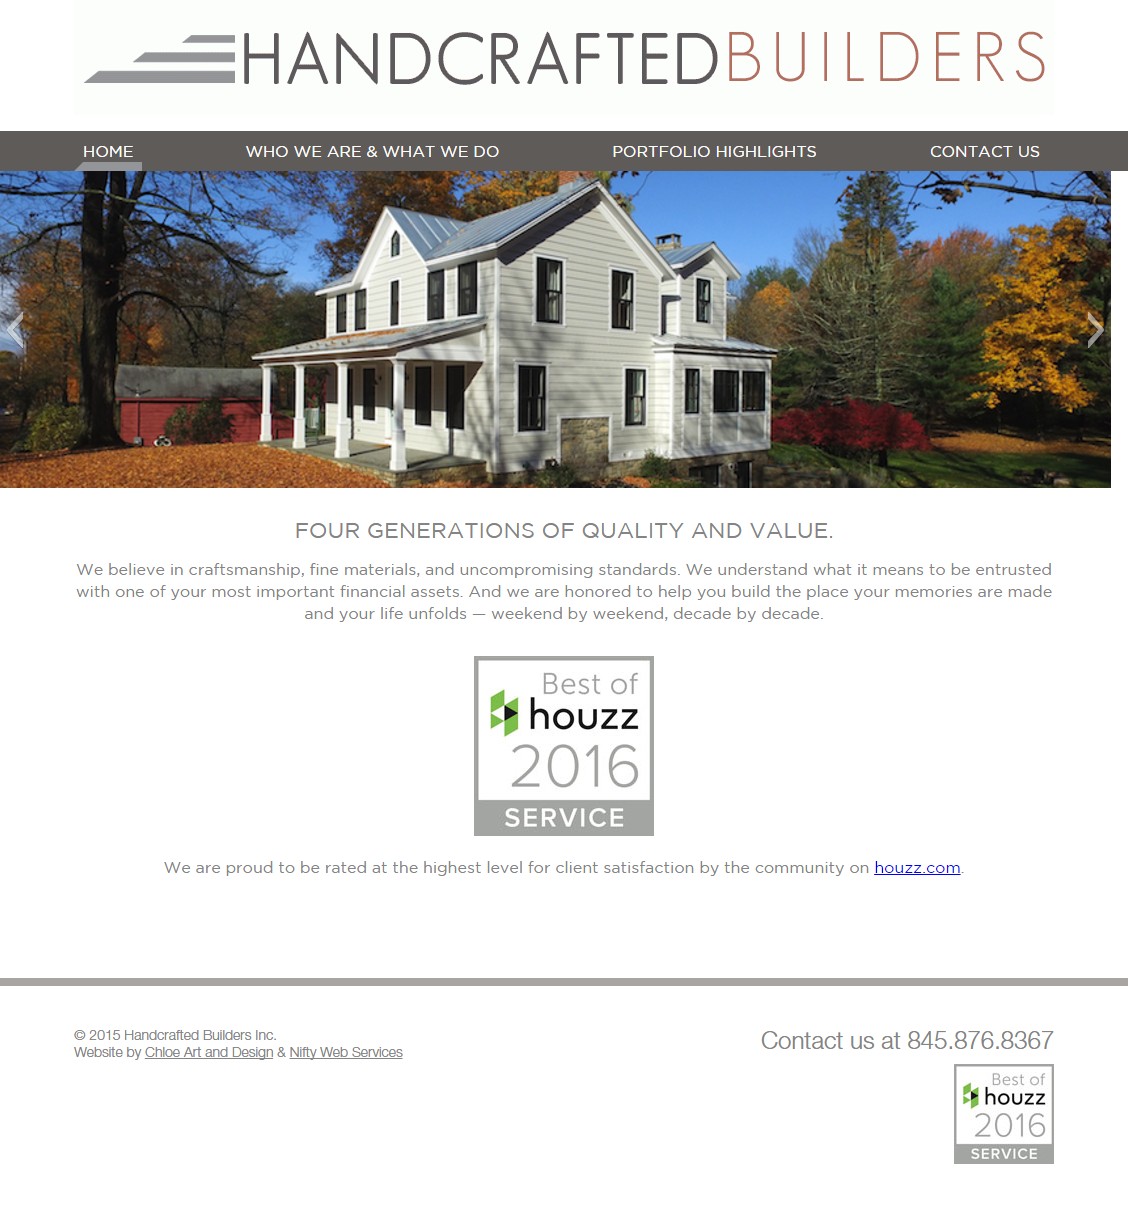 HANDCRAFTEDBUILDERS
HOME
WHO WE ARE & WHAT WE DO
PORTFOLIO HIGHLIGHTS
CONTACT US
FOUR GENERATIONS OF QUALITY AND VALUE.
We believe in craftsmanship, fine materials, and uncompromising standards. We understand what it means to be entrusted
with one of your most important financial assets. And we are honored to help you build the place your memories are made
and your life unfolds — weekend by weekend, decade by decade.
Best of
houzz
2016
SERVICE
We are proud to be rated at the highest level for client satisfaction by the community on houzz.com.
© 2015 Handcrafted Builders Inc.
Website by Chloe Art and Design & Nifty Web Services
Contact us at 845.876.8367
Best of
houzz
2016
SERVICE